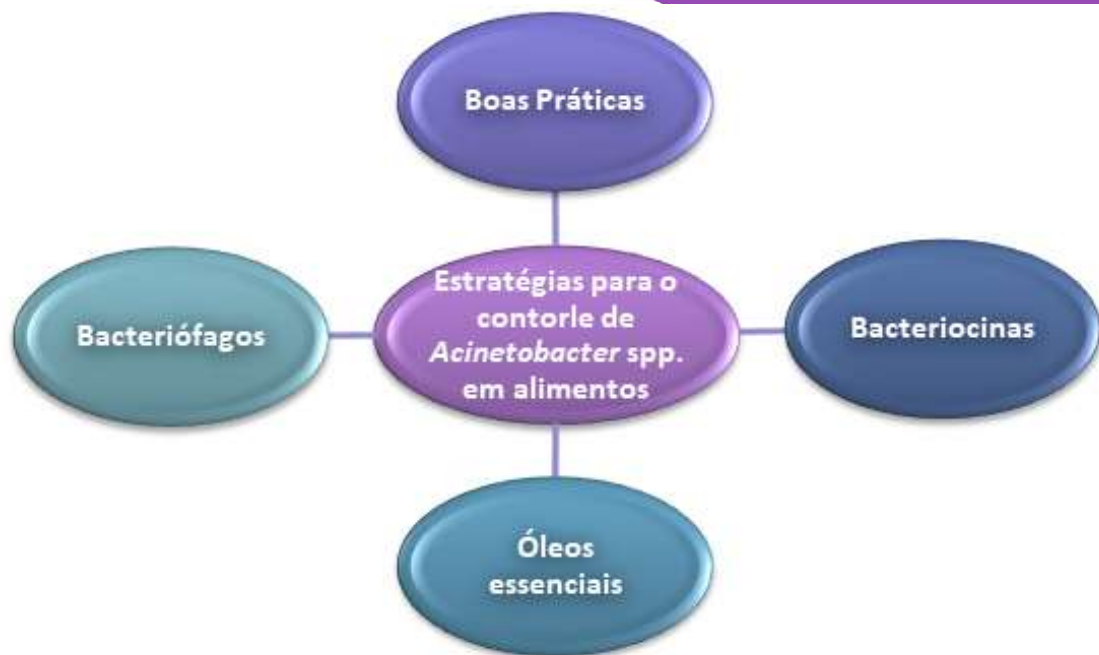 Boas Práticas
Estratégias para o
contorle de
Acinetobacter spp.
em alimentos
Bacteriófagos
Bacteriocinas
Óleos
essenciais